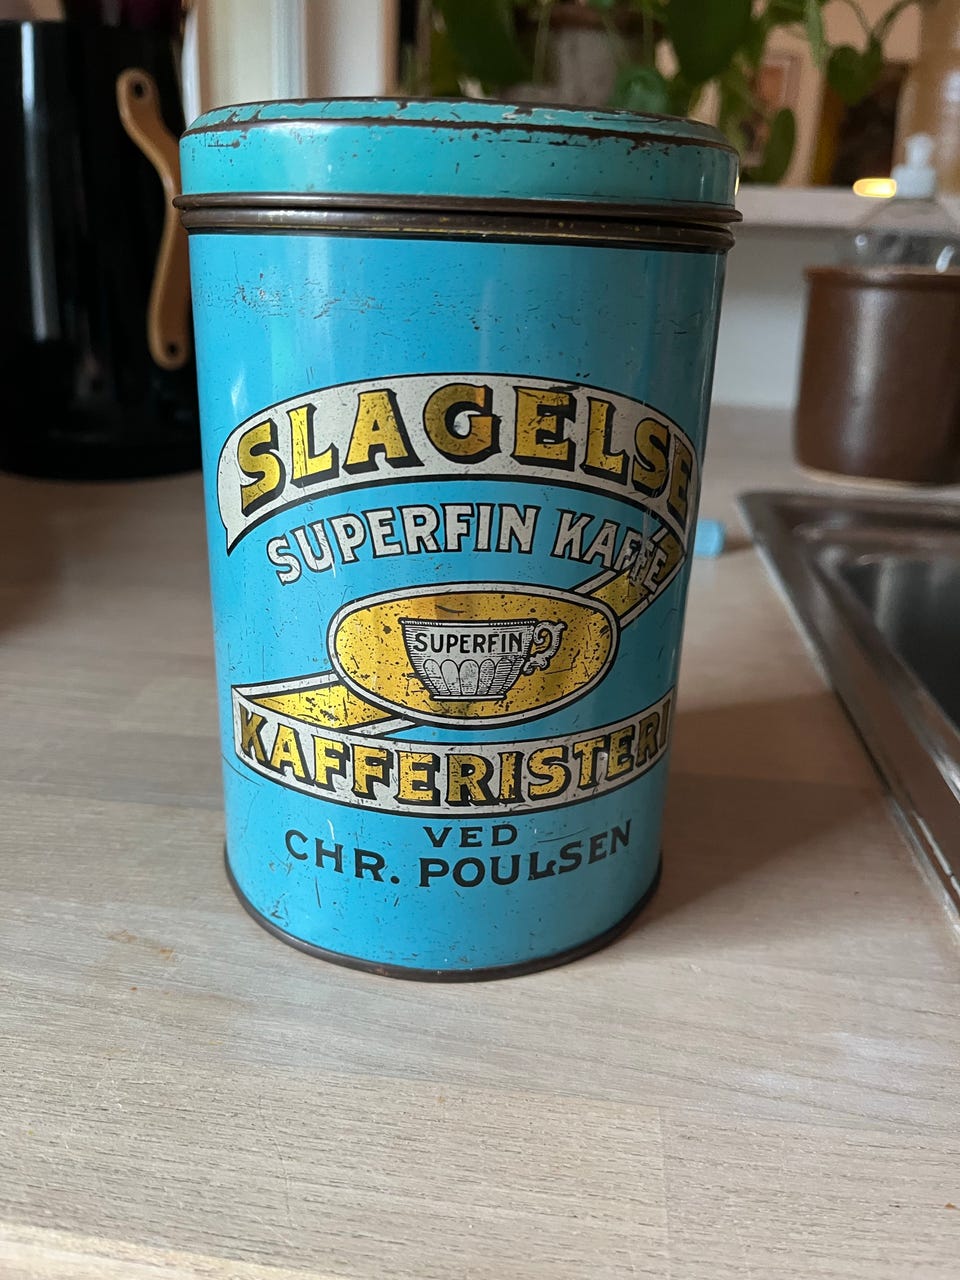 SLAGELSE
SUPERFIN KAFFE
SUPERFIN
KAFFERISTERI
VED
CHR. POULSEN